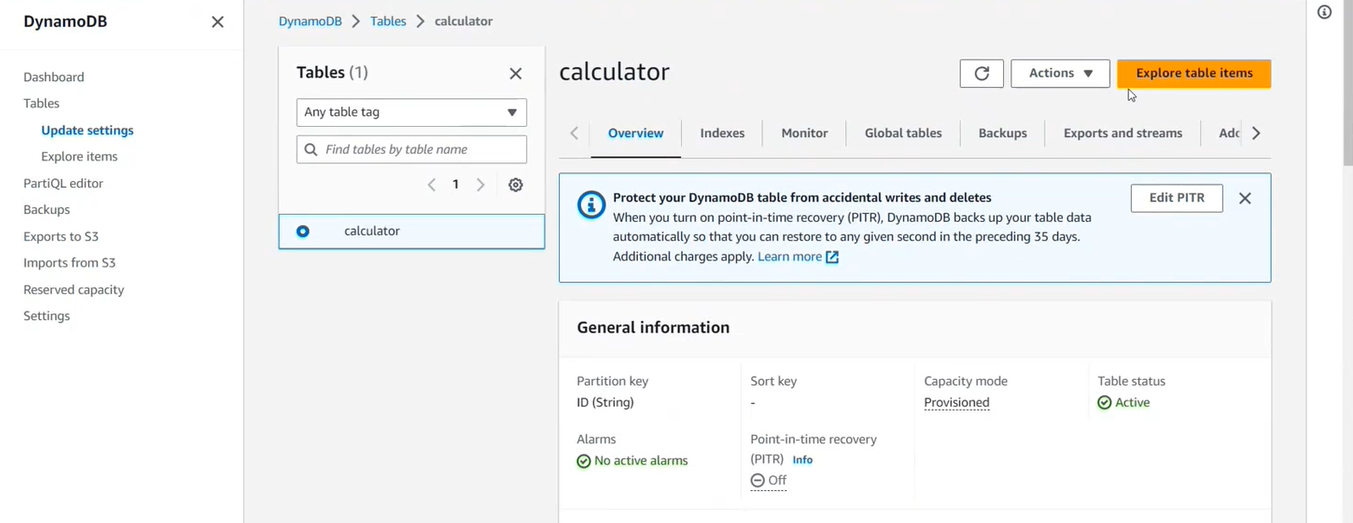 DynamoDB
Dashboard
Tables
Update settings
Explore items
PartiQL editor
Backups
Exports to S3
Imports from S3
Reserved capacity
Settings
DynamoDB
Tables
calculator
Tables (1)
Any table tag
Find tables by table name
1
calculator
calculator
Actions
Explore table items
Overview
Indexes
Monitor
Global tables
Backups
Exports and streams
Protect your DynamoDB table from accidental writes and deletes
When you turn on point-in-time recovery (PITR), DynamoDB backs up your table data
automatically so that you can restore to any given second in the preceding 35 days.
Additional charges apply. Learn more
Edit PITR
General information
Partition key
ID (String)
Sort key
-
Capacity mode
Provisioned
Table status
Active
Alarms
No active alarms
Point-in-time recovery
(PITR) Info
Off